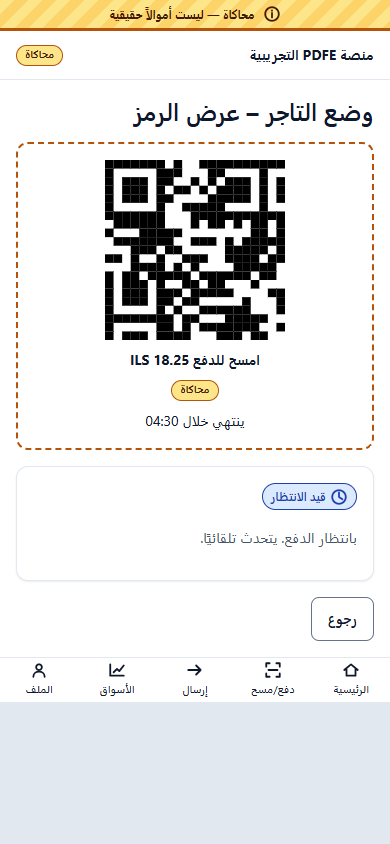 محاكاة — ليست أموالاً حقيقية
منصة PDFE التجريبية
محاكاة
وضع التاجر – عرض الرمز
امسح للدفع 18.25 ILS
محاكاة
ينتهي خلال 04:30
قيد الانتظار
بانتظار الدفع. يتحدث تلقائيًا.
رجوع
الرئيسية
دفع/مسح
إرسال
الأسواق
الملف